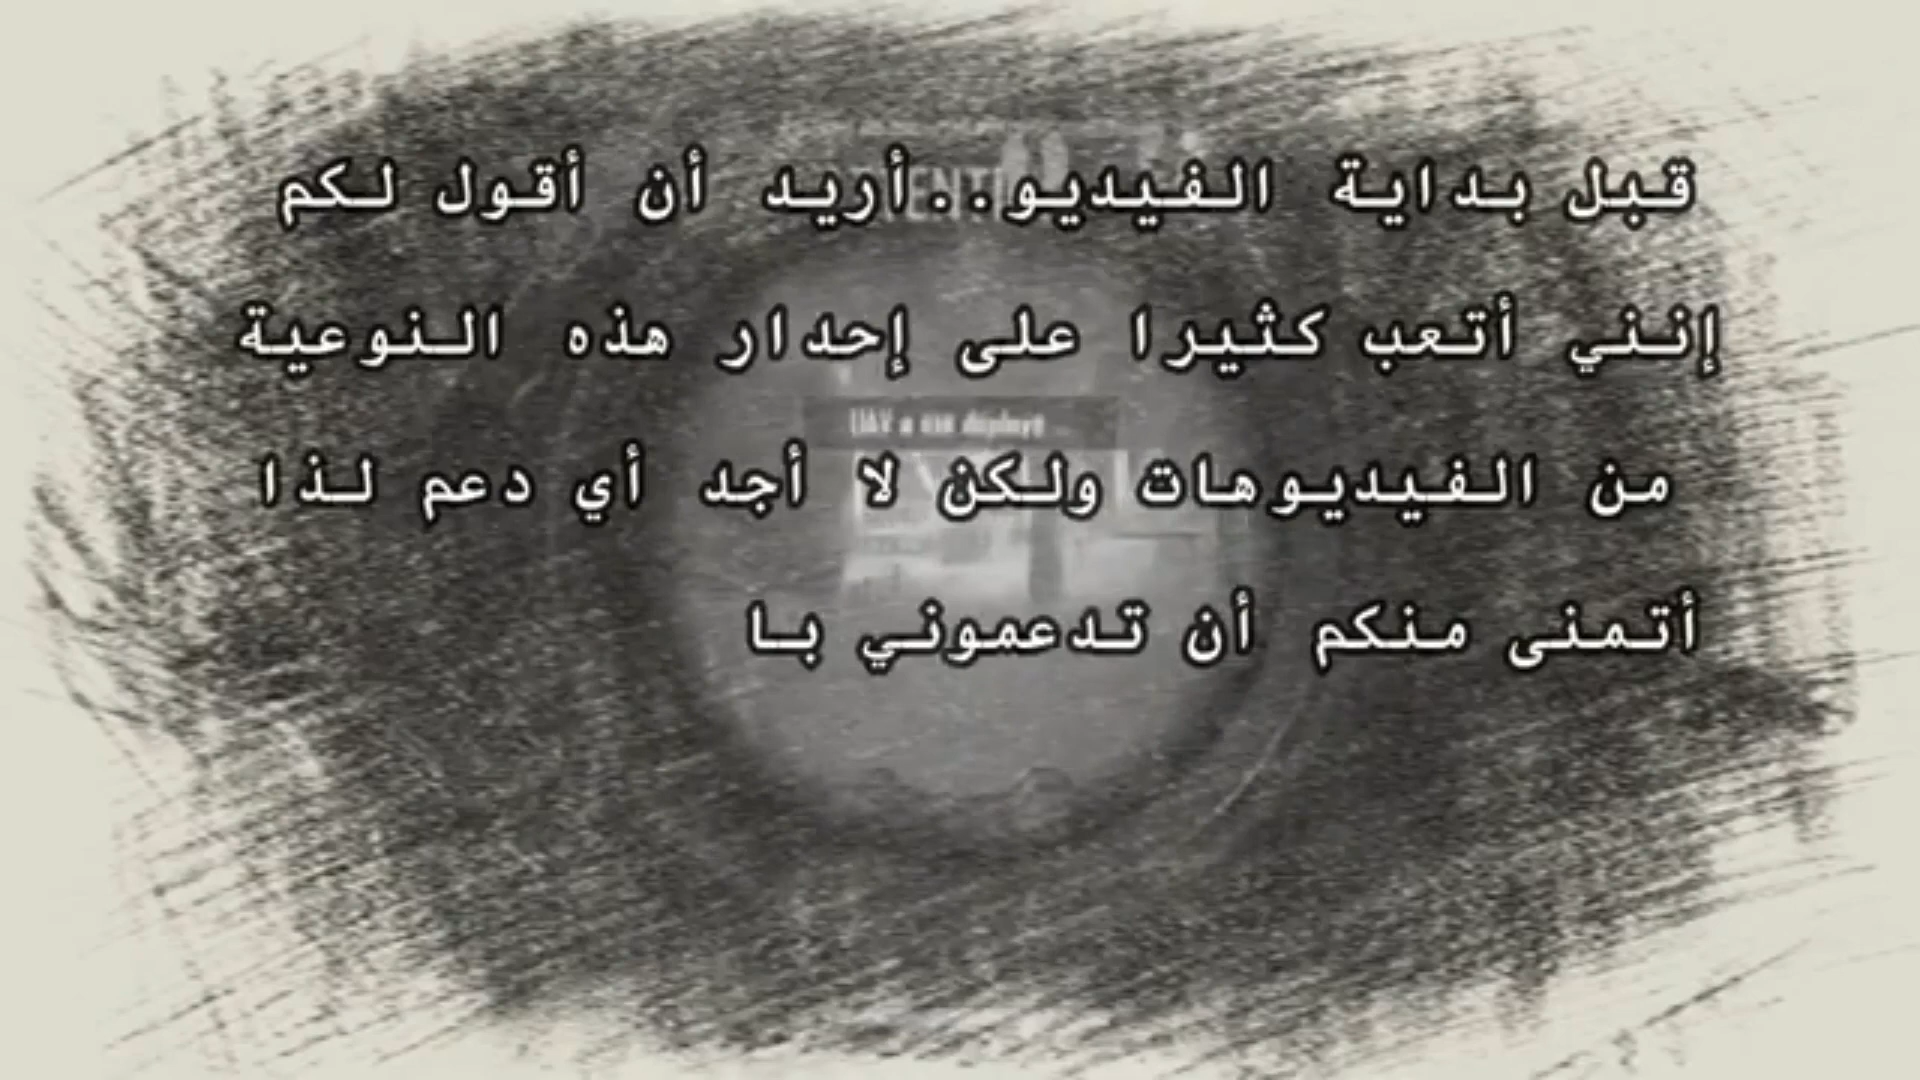 قبل بداية الفيديو..أريد أن أقول لكم
إنني أتعب كثيرا على إحدار هذه النوعية
من الفيديوهات ولكن لا أجد أي دعم لذا
أتمنى منكم أن تدعموني با